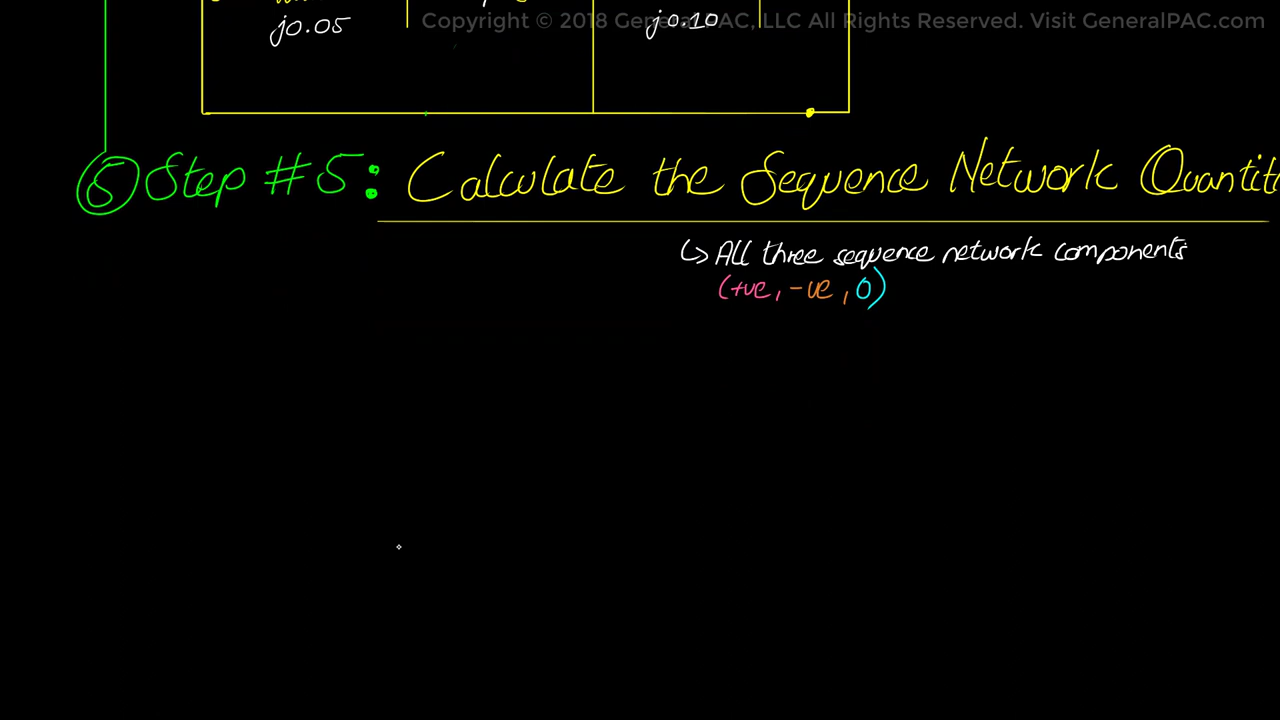 Copyright © 2018 GeneralPAC, LLC All Rights Reserved. Visit GeneralPAC.com
j0.05 j0.10
5 Step #5: Calculate the Sequence Network Quantit
↳ All three sequence network components
(+ve, -ve, 0)